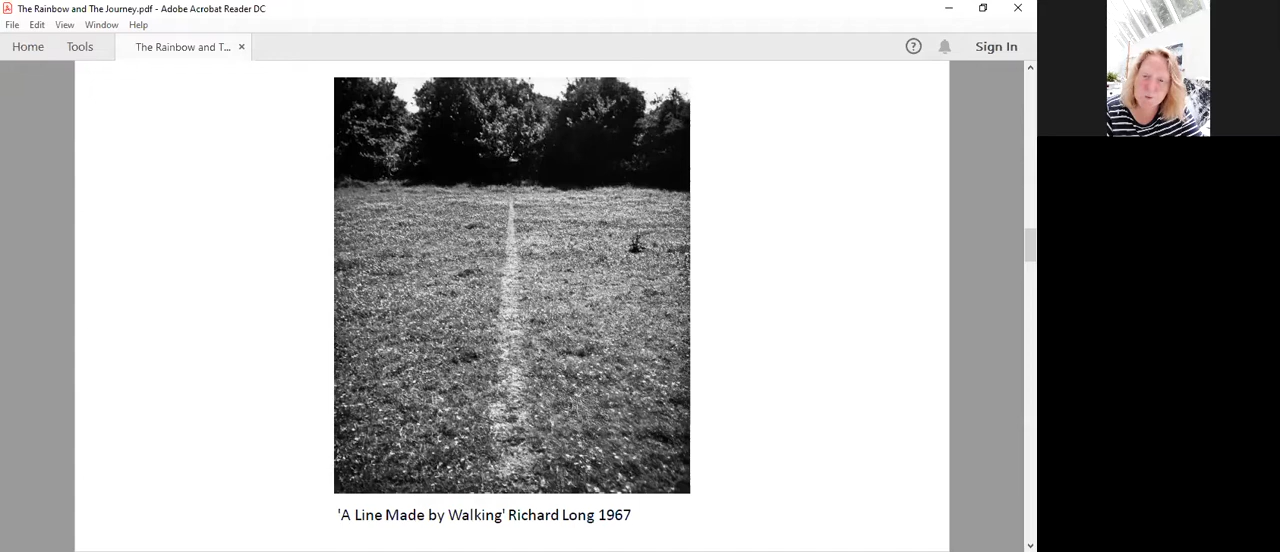 The Rainbow and The Journey.pdf - Adobe Acrobat Reader DC
File Edit View Window Help
Home Tools The Rainbow and T... × ? Sign In
'A Line Made by Walking' Richard Long 1967